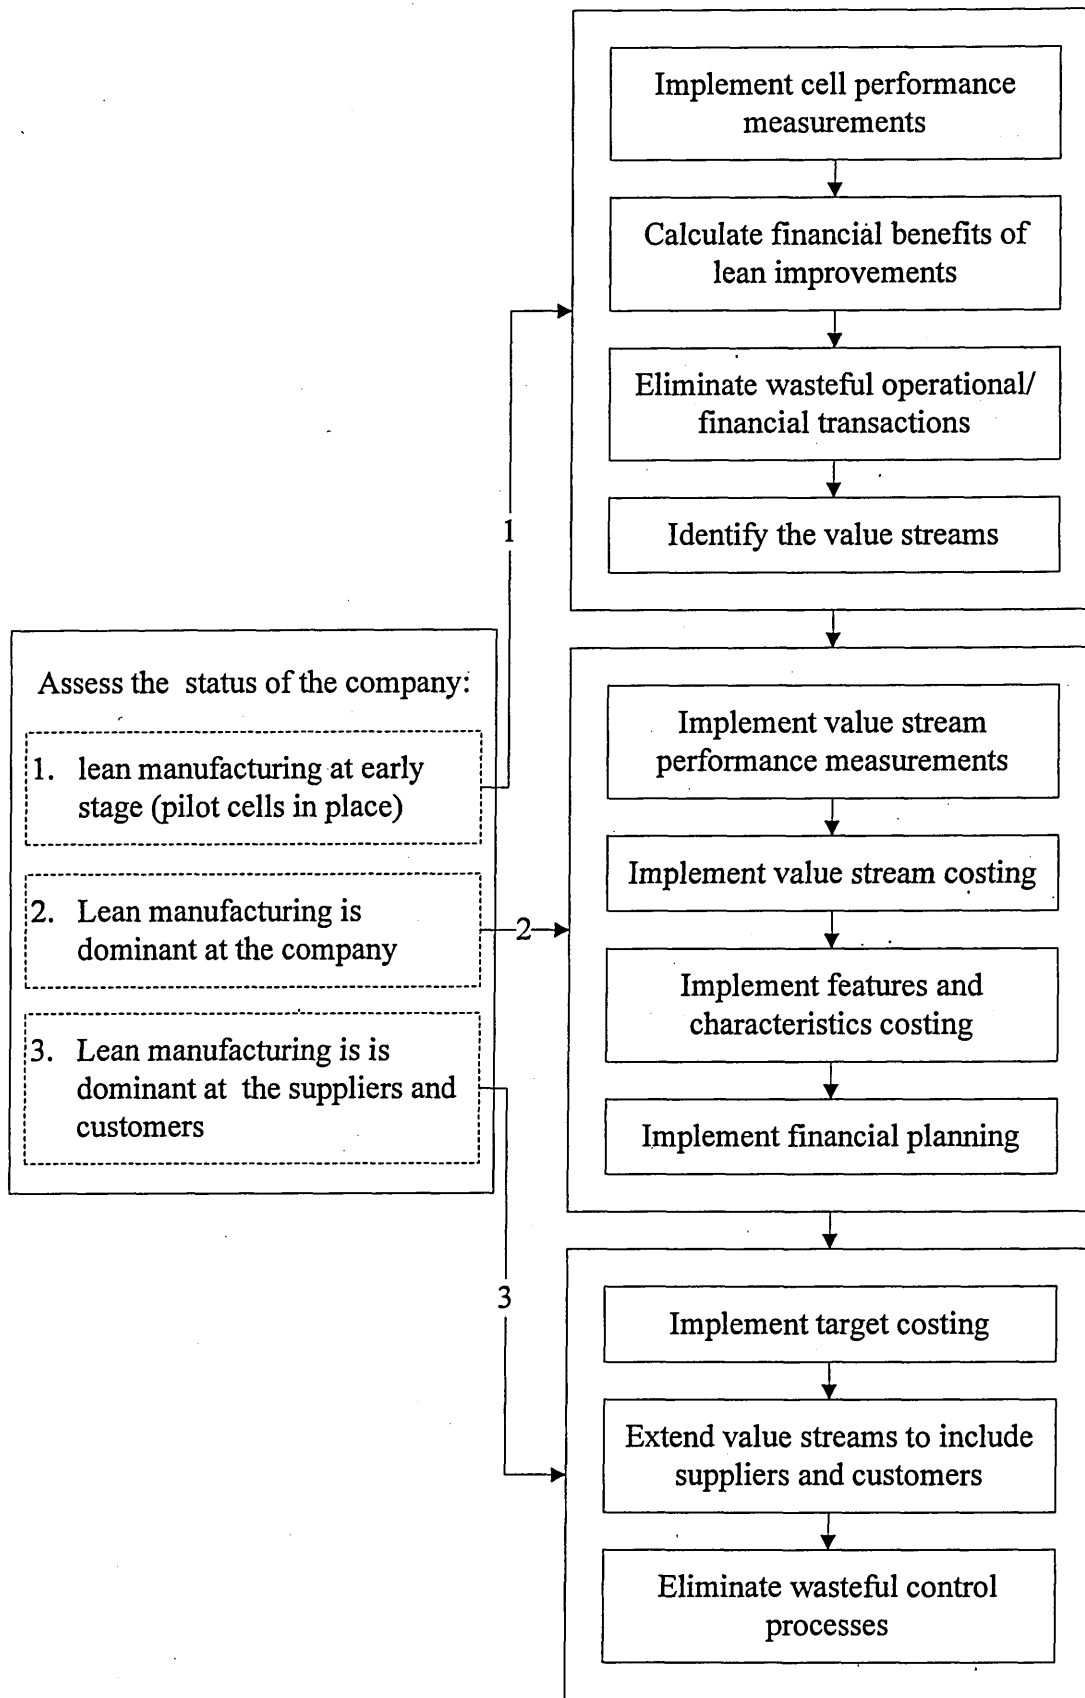 Implement cell performance
measurements
Calculate financial benefits of
lean improvements
Eliminate wasteful operational/
financial transactions
1
Identify the value streams
Assess the status of the company:
1. lean manufacturing at early
stage (pilot cells in place)
2. Lean manufacturing is
dominant at the company
3. Lean manufacturing is is
dominant at the suppliers and
customers
Implement value stream
performance measurements
Implement value stream costing
2
Implement features and
characteristics costing
Implement financial planning
3
Implement target costing
Extend value streams to include
suppliers and customers
Eliminate wasteful control
processes